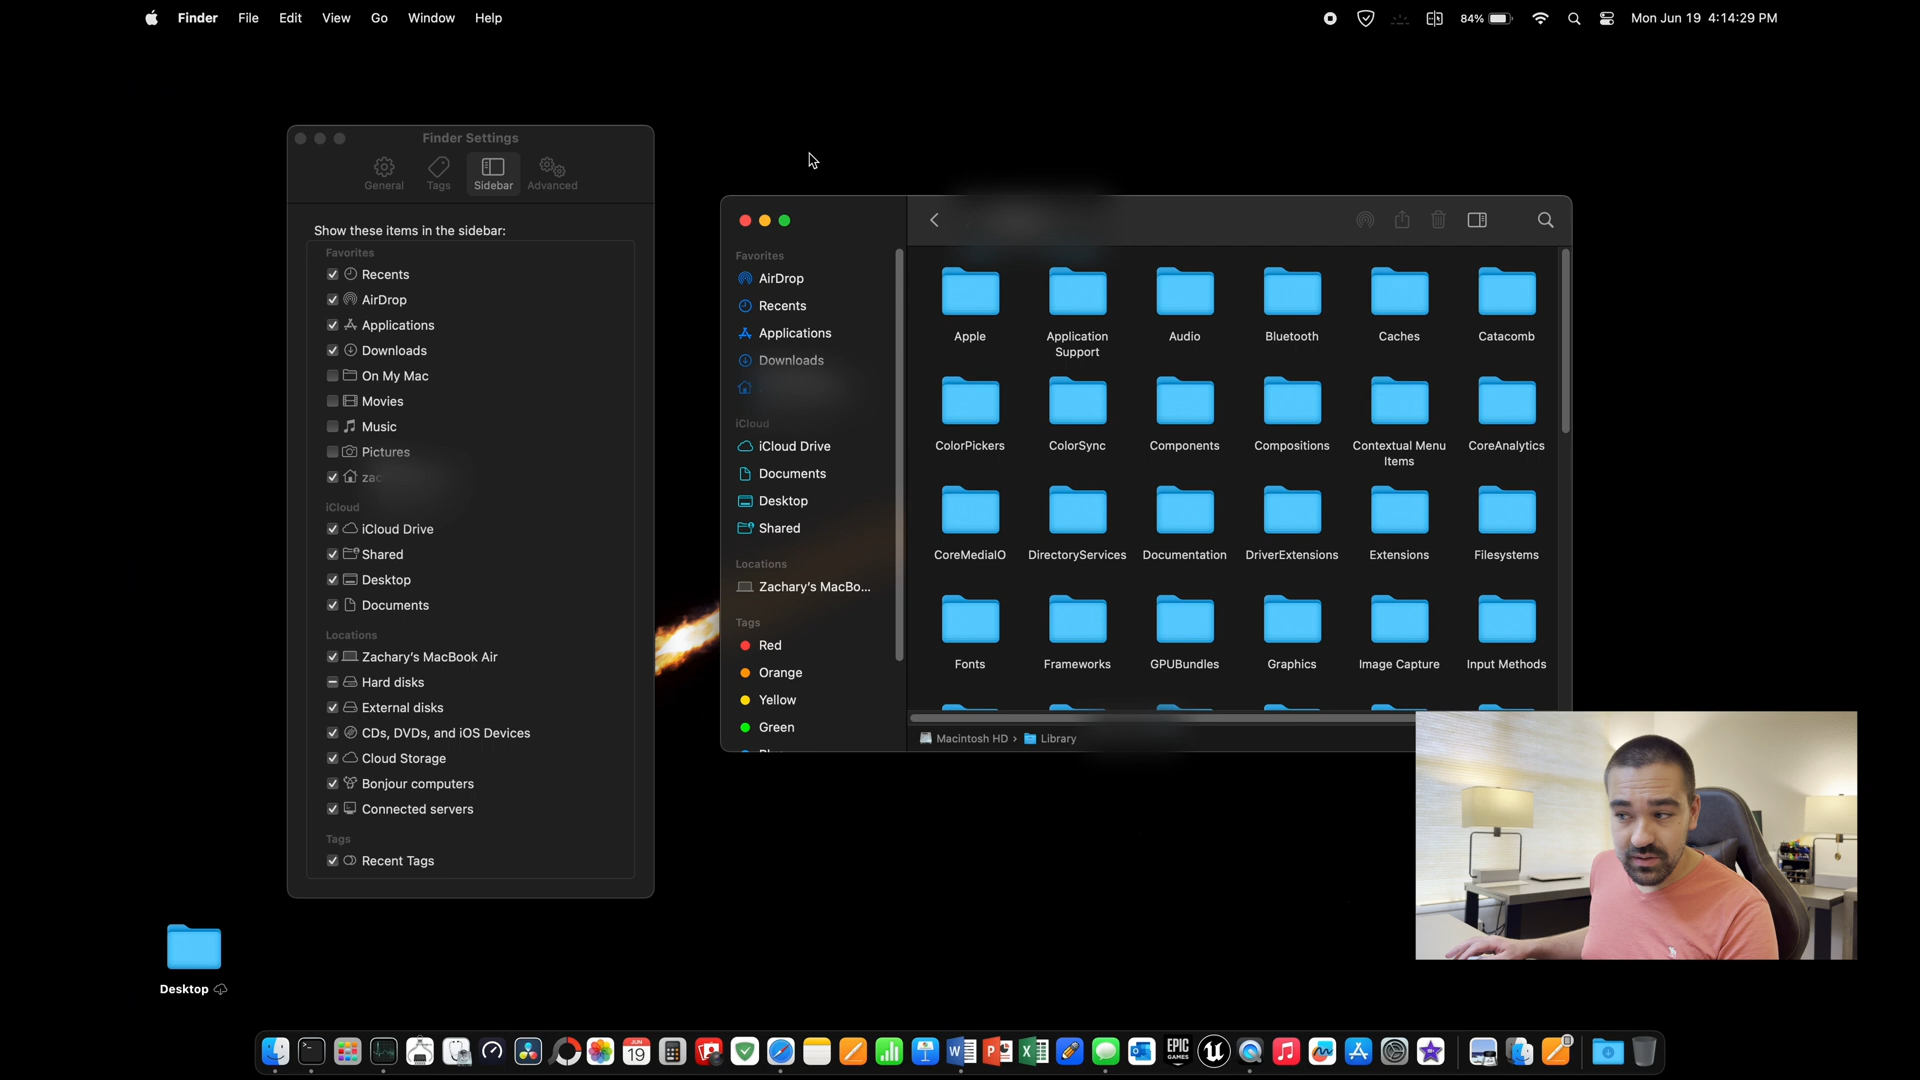 Finder File Edit View Go Window Help
84% Mon Jun 19 4:14:29 PM
Finder Settings
General Tags Sidebar Advanced
Show these items in the sidebar:
Favorites
Recents
AirDrop
Applications
Downloads
On My Mac
Movies
Music
Pictures
zac
iCloud
iCloud Drive
Shared
Desktop
Documents
Locations
Zachary's MacBook Air
Hard disks
External disks
CDs, DVDs, and iOS Devices
Cloud Storage
Bonjour computers
Connected servers
Tags
Recent Tags
Favorites
AirDrop
Recents
Applications
Downloads
iCloud
iCloud Drive
Documents
Desktop
Shared
Locations
Zachary's MacBo...
Tags
Red
Orange
Yellow
Green
Apple
Application
Support
Audio
Bluetooth
Caches
Catacomb
ColorPickers
ColorSync
Components
Compositions
Contextual Menu
Items
CoreAnalytics
CoreMediaIO
DirectoryServices
Documentation
DriverExtensions
Extensions
Filesystems
Fonts
Frameworks
GPUBundles
Graphics
Image Capture
Input Methods
Macintosh HD › Library
Desktop
JUN
19
EPIC
GAMES